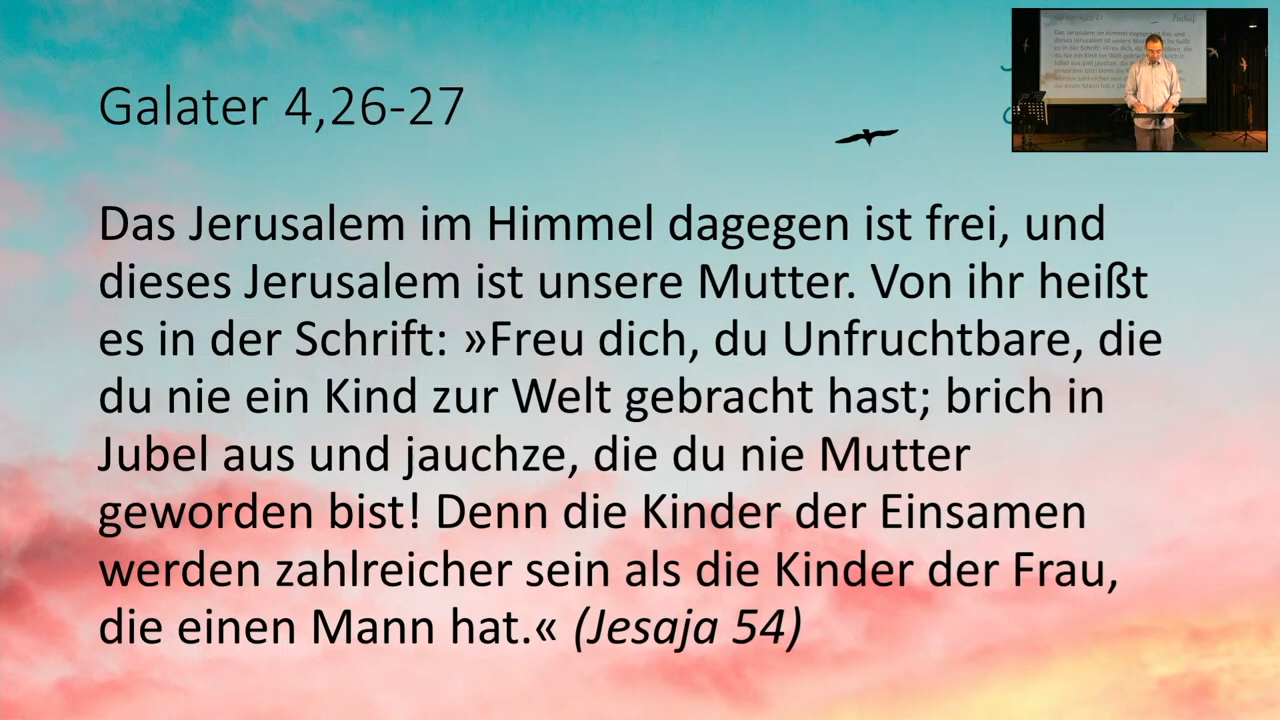 Galater 4,26-27
Das Jerusalem im Himmel dagegen ist frei, und
dieses Jerusalem ist unsere Mutter. Von ihr heißt
es in der Schrift: »Freu dich, du Unfruchtbare, die
du nie ein Kind zur Welt gebracht hast; brich in
Jubel aus und jauchze, die du nie Mutter
geworden bist! Denn die Kinder der Einsamen
werden zahlreicher sein als die Kinder der Frau,
die einen Mann hat.« (Jesaja 54)